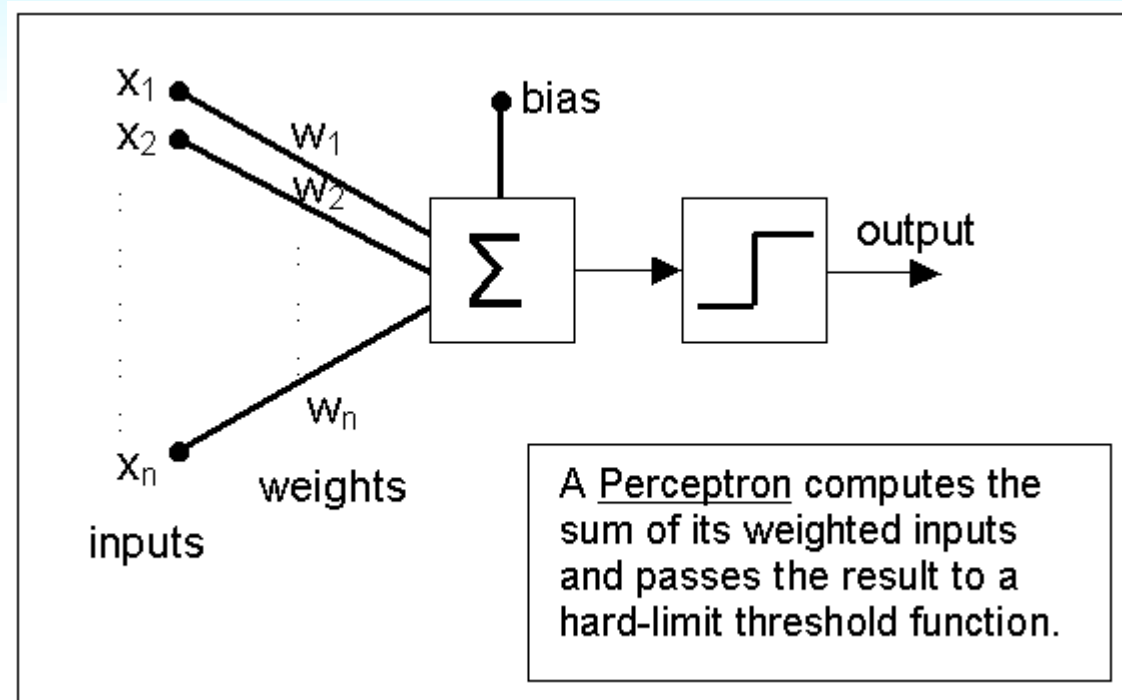 x₁
x₂
w₁
w₂
bias
Σ
output
wₙ
xₙ
weights
inputs
A Perceptron computes the
sum of its weighted inputs
and passes the result to a
hard-limit threshold function.